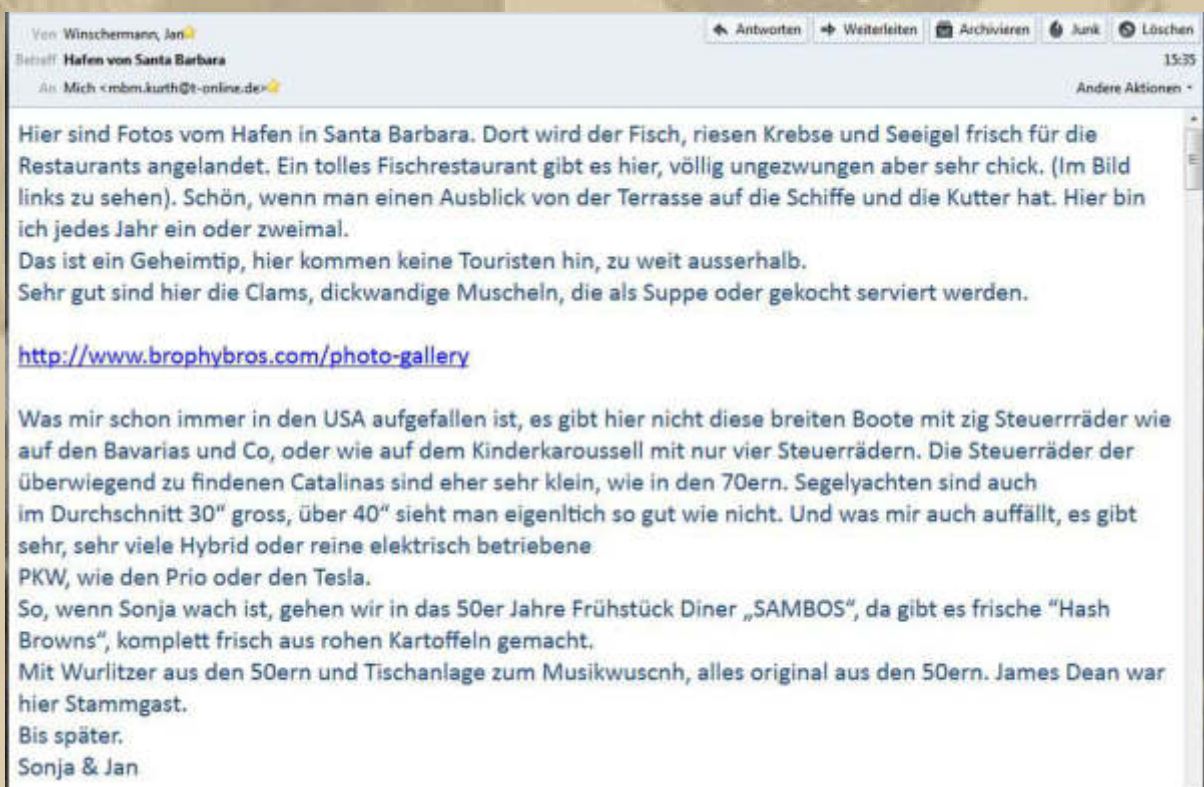 Von Winschermann, Jan
Antworten Weiterleiten Archivieren Junk Löschen
Betreff Hafen von Santa Barbara
15:35
An Mich <mbm.kurth@t-online.de>
Andere Aktionen
Hier sind Fotos vom Hafen in Santa Barbara. Dort wird der Fisch, riesen Krebse und Seeigel frisch für die
Restaurants angelandet. Ein tolles Fischrestaurant gibt es hier, völlig ungezwungen aber sehr chick. (Im Bild
links zu sehen). Schön, wenn man einen Ausblick von der Terrasse auf die Schiffe und die Kutter hat. Hier bin
ich jedes Jahr ein oder zweimal.
Das ist ein Geheimtip, hier kommen keine Touristen hin, zu weit ausserhalb.
Sehr gut sind hier die Clams, dickwandige Muscheln, die als Suppe oder gekocht serviert werden.
http://www.brophybros.com/photo-gallery
Was mir schon immer in den USA aufgefallen ist, es gibt hier nicht diese breiten Boote mit zig Steuerrräder wie
auf den Bavarias und Co, oder wie auf dem Kinderkaroussell mit nur vier Steuerrädern. Die Steuerräder der
überwiegend zu findenen Catalinas sind eher sehr klein, wie in den 70ern. Segelyachten sind auch
im Durchschnitt 30“ gross, über 40“ sieht man eigenltich so gut wie nicht. Und was mir auch auffällt, es gibt
sehr, sehr viele Hybrid oder reine elektrisch betriebene
PKW, wie den Prio oder den Tesla.
So, wenn Sonja wach ist, gehen wir in das 50er Jahre Frühstück Diner „SAMBOS“, da gibt es frische “Hash
Browns“, komplett frisch aus rohen Kartoffeln gemacht.
Mit Wurlitzer aus den 50ern und Tischanlage zum Musikwuscnh, alles original aus den 50ern. James Dean war
hier Stammgast.
Bis später.
Sonja & Jan